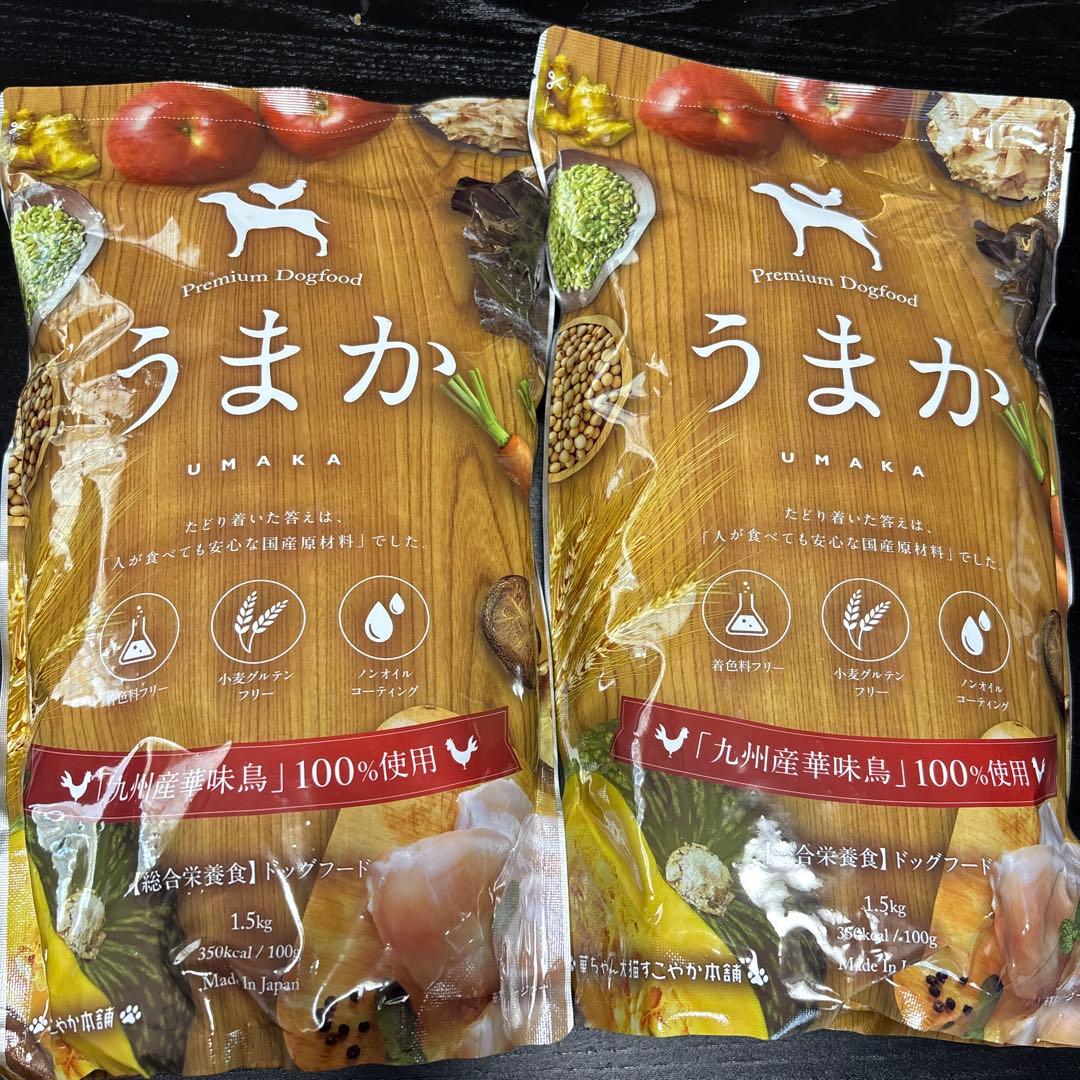 Premium Dogfood
うまか
UMAKA
たどり着いた答えは、
「人が食べても安心な国産原材料」でした。
着色料フリー
小麦グルテン
フリー
ノンオイル
コーティング
「九州産華味鳥」100%使用
【総合栄養食】ドッグフード
1.5kg
350kcal / 100g
Made In Japan
こやか本舗
Premium Dogfood
うまか
UMAKA
たどり着いた答えは、
「人が食べても安心な国産原材料」でした。
着色料フリー
小麦グルテン
フリー
ノンオイル
コーティング
「九州産華味鳥」100%使用
総合栄養食】ドッグフード
1.5kg
350kcal / 100g
Made In J
華ちゃん犬猫すこやか本舗